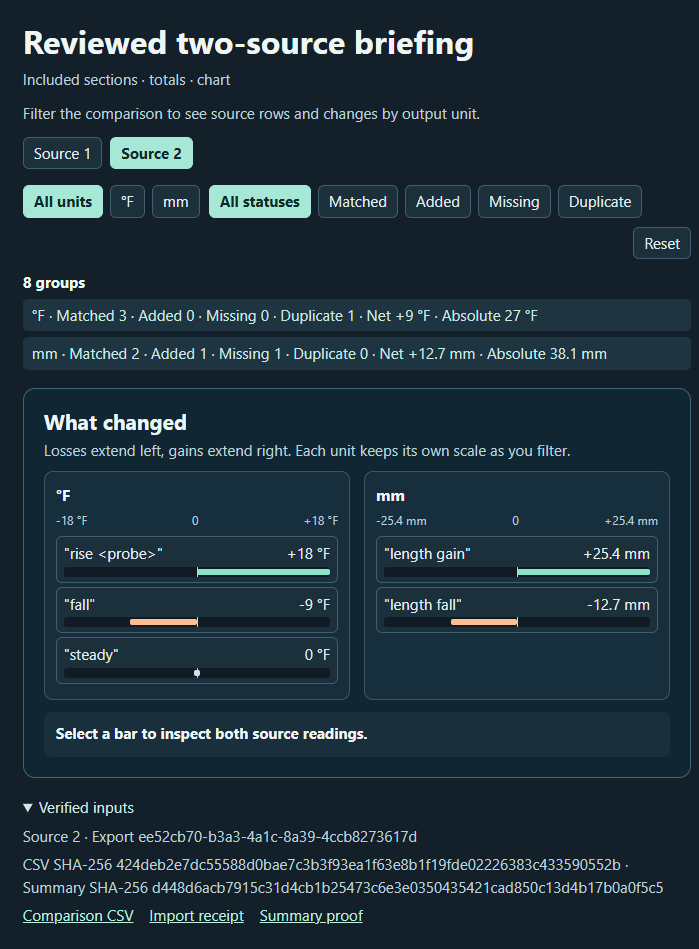 Reviewed two-source briefing
Included sections · totals · chart
Filter the comparison to see source rows and changes by output unit.
Source 1 Source 2
All units °F mm All statuses Matched Added Missing Duplicate
Reset
8 groups
°F · Matched 3 · Added 0 · Missing 0 · Duplicate 1 · Net +9 °F · Absolute 27 °F
mm · Matched 2 · Added 1 · Missing 1 · Duplicate 0 · Net +12.7 mm · Absolute 38.1 mm
What changed
Losses extend left, gains extend right. Each unit keeps its own scale as you filter.
°F
-18 °F 0 +18 °F
"rise <probe>" +18 °F
"fall" -9 °F
"steady" 0 °F
mm
-25.4 mm 0 +25.4 mm
"length gain" +25.4 mm
"length fall" -12.7 mm
Select a bar to inspect both source readings.
▼ Verified inputs
Source 2 · Export ee52cb70-b3a3-4a1c-8a39-4ccb8273617d
CSV SHA-256 424deb2e7dc55588d0bae7c3b3f93ea1f63e8b1f19fde02226383c433590552b ·
Summary SHA-256 d448d6acb7915c31d4cb1b25473c6e3e0350435421cad850c13d4b17b0a0f5c5
Comparison CSV Import receipt Summary proof